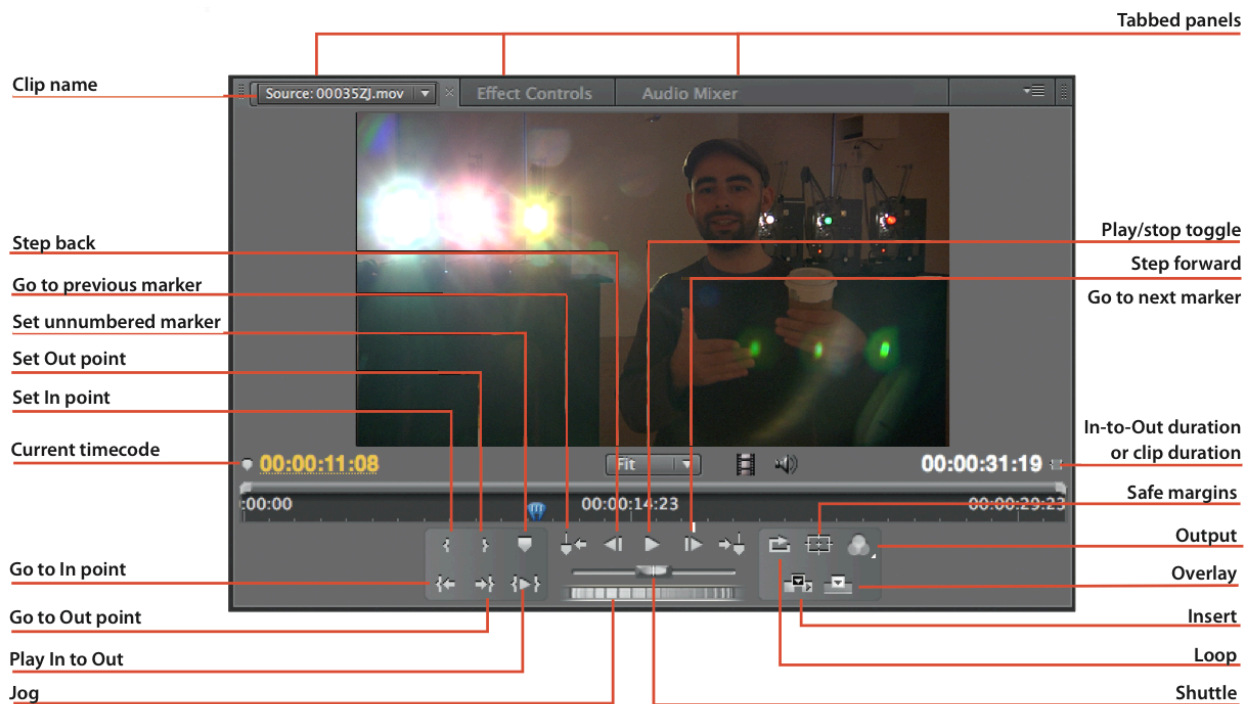 Tabbed panels
Clip name
Source: 00035ZJ.mov
Effect Controls
Audio Mixer
Step back
Play/stop toggle
Step forward
Go to previous marker
Go to next marker
Set unnumbered marker
Set Out point
Set In point
Current timecode
In-to-Out duration
or clip duration
00:00:11:08
Fit
00:00:31:19
Safe margins
:00:00
00:00:14:23
00:00:29:23
Output
Go to In point
Overlay
Go to Out point
Insert
Play In to Out
Loop
Jog
Shuttle